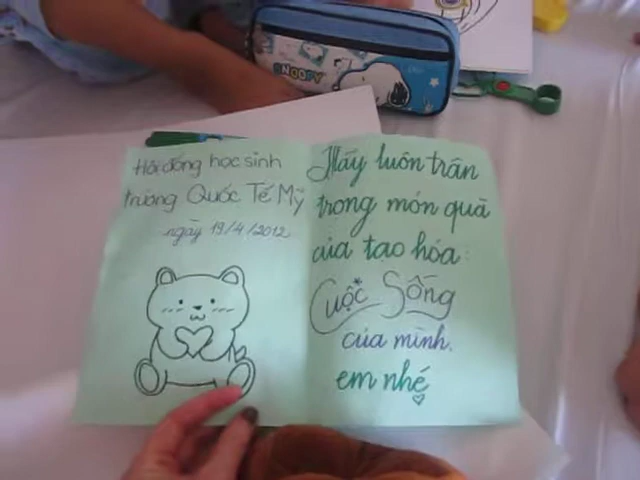 SNOOPY
Hội đồng học sinh
trường Quốc Tế Mỹ
ngày 19/4/2012
Hãy luôn trân
trọng món quà
của tạo hóa
Cuộc Sống
của mình.
em nhé